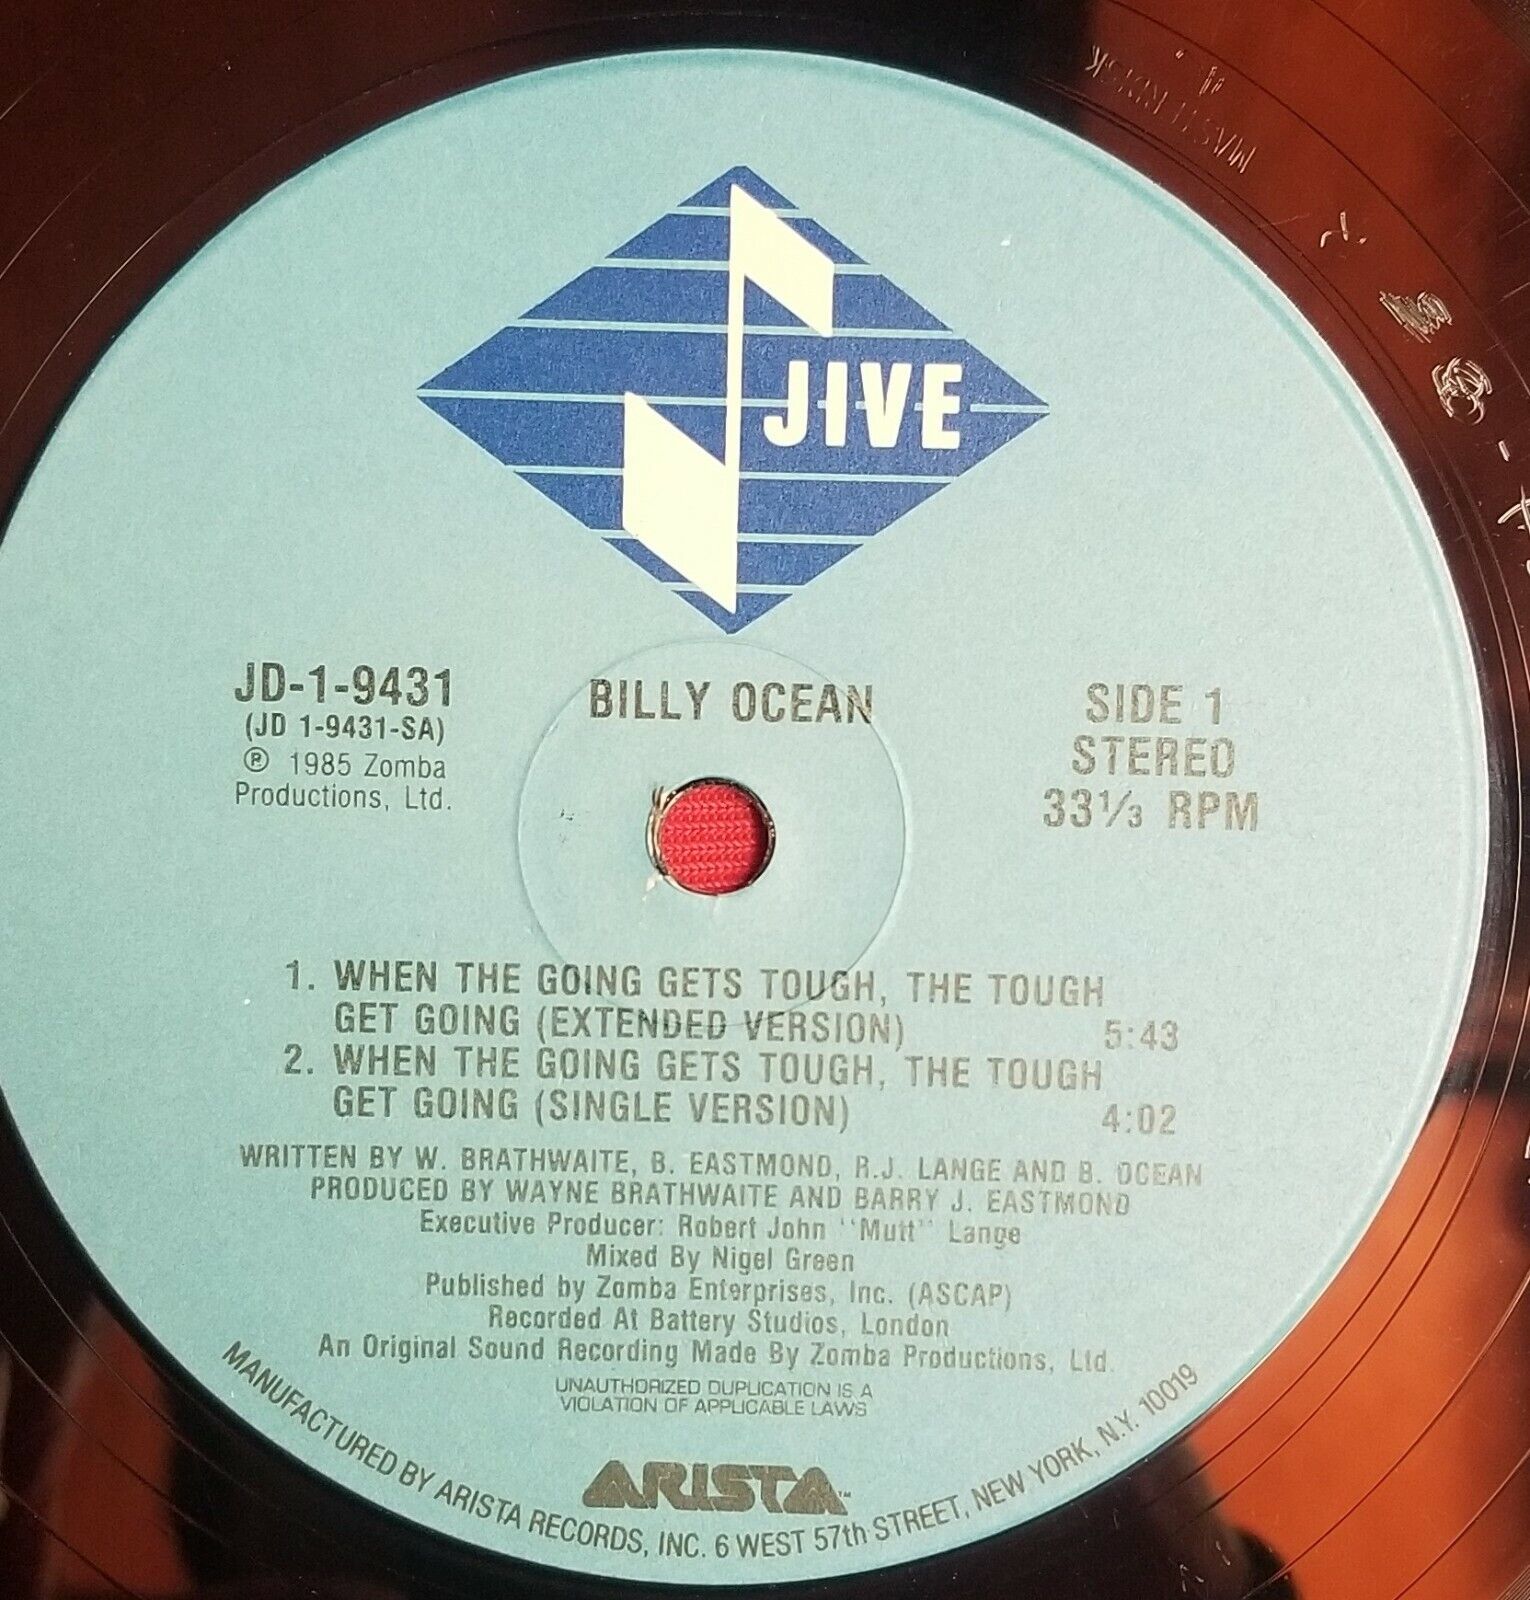 MASTERDISK
JIVE
JD-1-9431
(JD 1-9431-SA)
℗ 1985 Zomba
Productions, Ltd.
BILLY OCEAN
SIDE 1
STEREO
33⅓ RPM
1. WHEN THE GOING GETS TOUGH, THE TOUGH
GET GOING (EXTENDED VERSION) 5:43
2. WHEN THE GOING GETS TOUGH, THE TOUGH
GET GOING (SINGLE VERSION) 4:02
WRITTEN BY W. BRATHWAITE, B. EASTMOND, R.J. LANGE AND B. OCEAN
PRODUCED BY WAYNE BRATHWAITE AND BARRY J. EASTMOND
Executive Producer: Robert John "Mutt" Lange
Mixed By Nigel Green
Published by Zomba Enterprises, Inc. (ASCAP)
Recorded At Battery Studios, London
An Original Sound Recording Made By Zomba Productions, Ltd.
UNAUTHORIZED DUPLICATION IS A
VIOLATION OF APPLICABLE LAWS
ARISTA™
MANUFACTURED BY ARISTA RECORDS, INC. 6 WEST 57th STREET, NEW YORK, N.Y. 10019